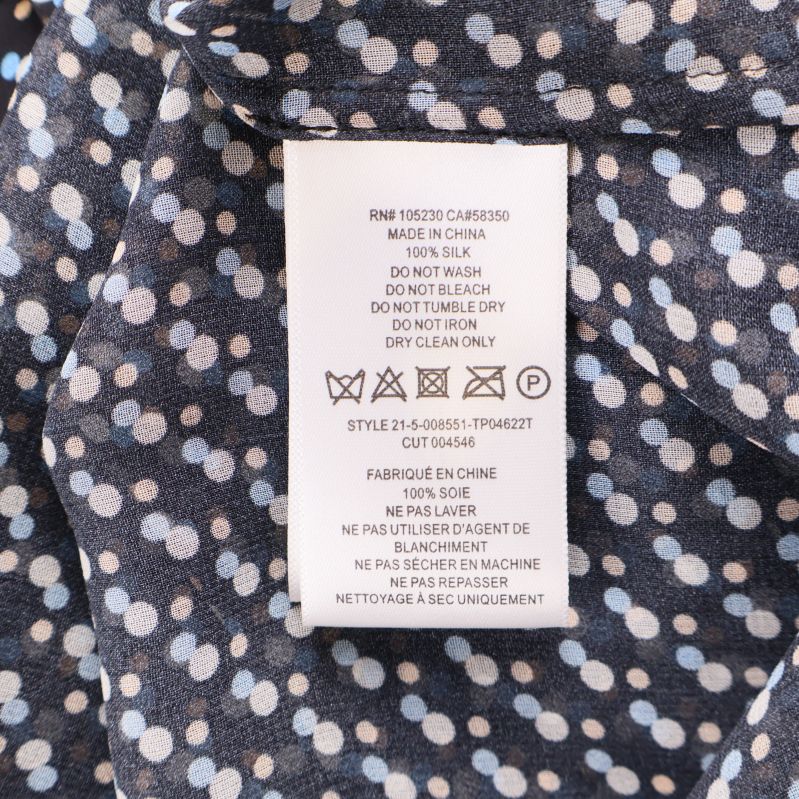 RN# 105230 CA#58350
MADE IN CHINA
100% SILK
DO NOT WASH
DO NOT BLEACH
DO NOT TUMBLE DRY
DO NOT IRON
DRY CLEAN ONLY
P
STYLE 21-5-008551-TP04622T
CUT 004546
FABRIQUÉ EN CHINE
100% SOIE
NE PAS LAVER
NE PAS UTILISER D'AGENT DE
BLANCHIMENT
NE PAS SÉCHER EN MACHINE
NE PAS REPASSER
NETTOYAGE À SEC UNIQUEMENT